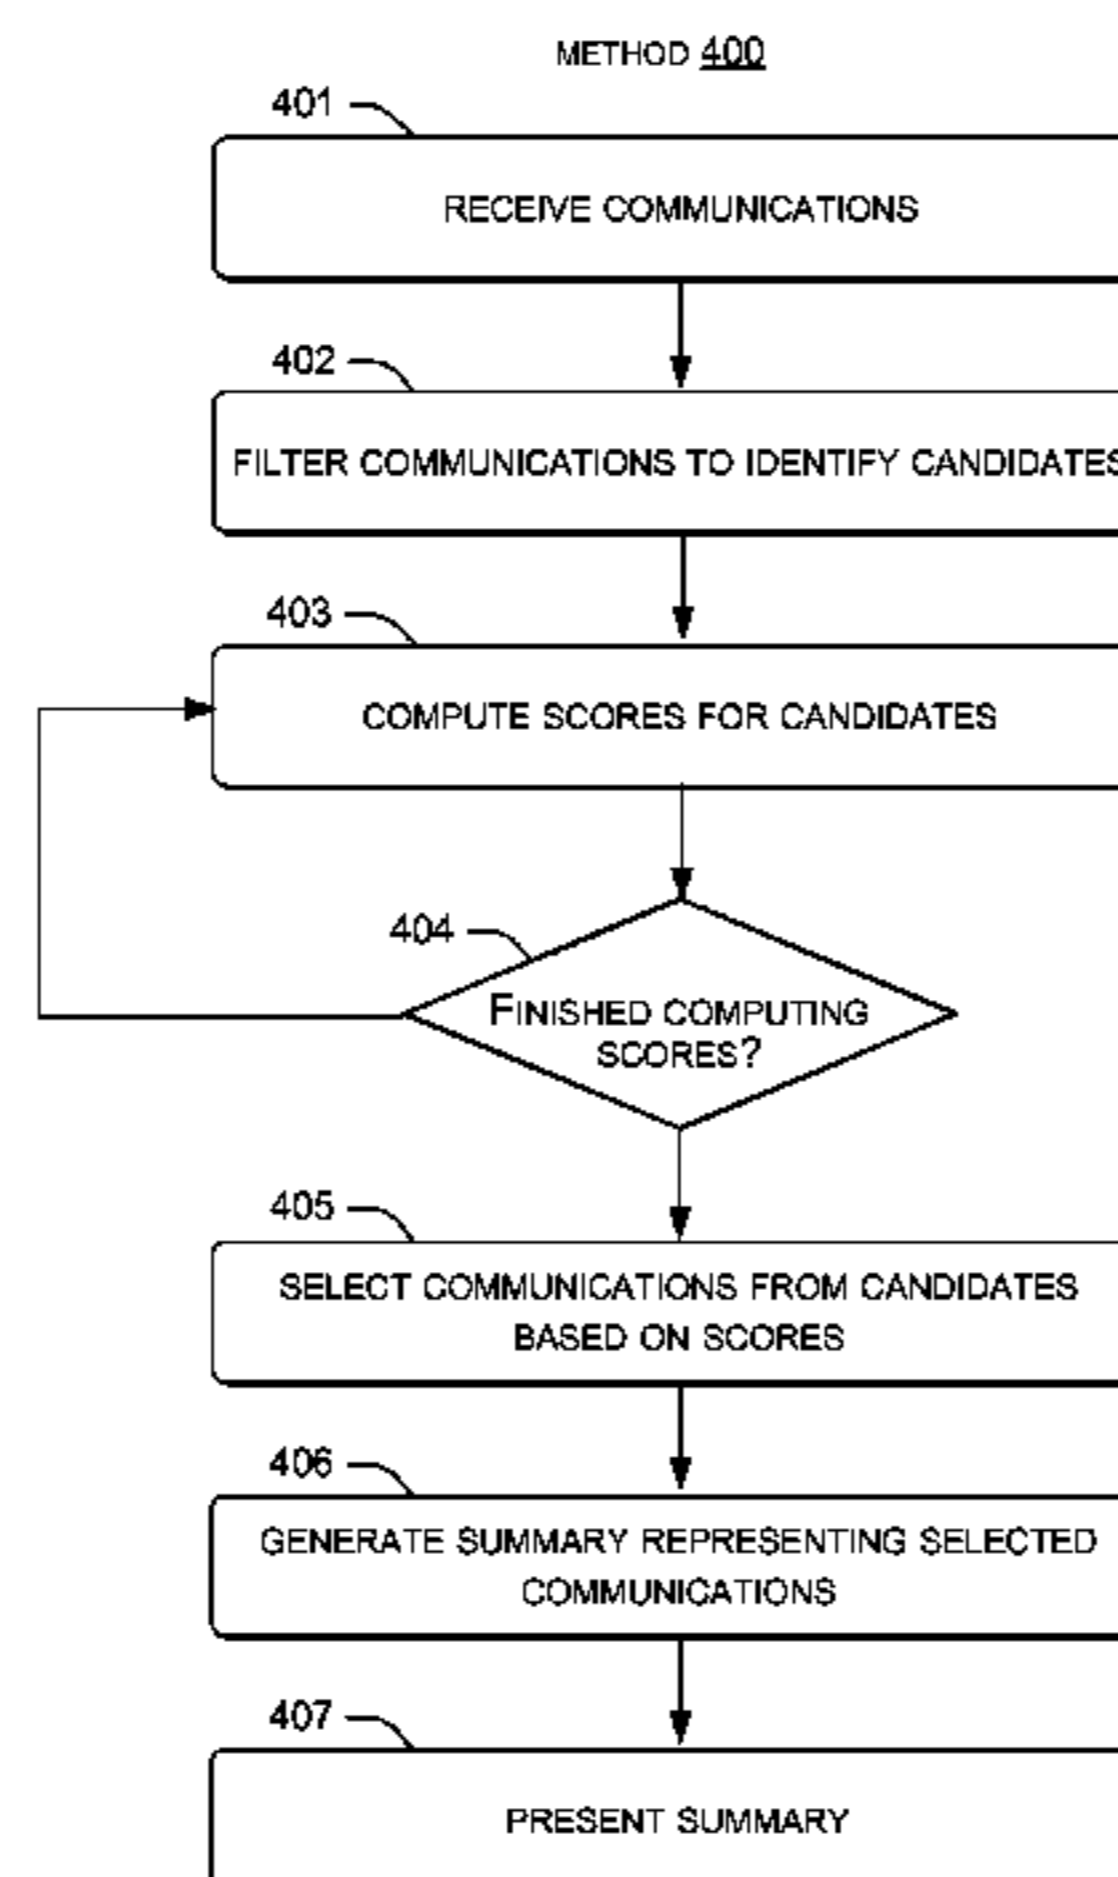 METHOD 400
401
RECEIVE COMMUNICATIONS
402
FILTER COMMUNICATIONS TO IDENTIFY CANDIDATES
403
COMPUTE SCORES FOR CANDIDATES
404
FINISHED COMPUTING
SCORES?
405
SELECT COMMUNICATIONS FROM CANDIDATES
BASED ON SCORES
406
GENERATE SUMMARY REPRESENTING SELECTED
COMMUNICATIONS
407
PRESENT SUMMARY